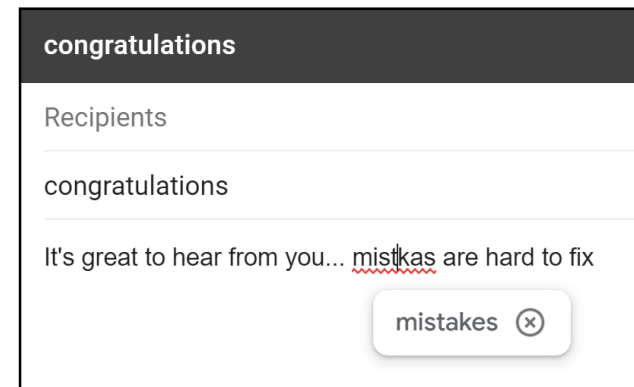 congratulations
Recipients
congratulations
It's great to hear from you... mistkas are hard to fix
mistakes